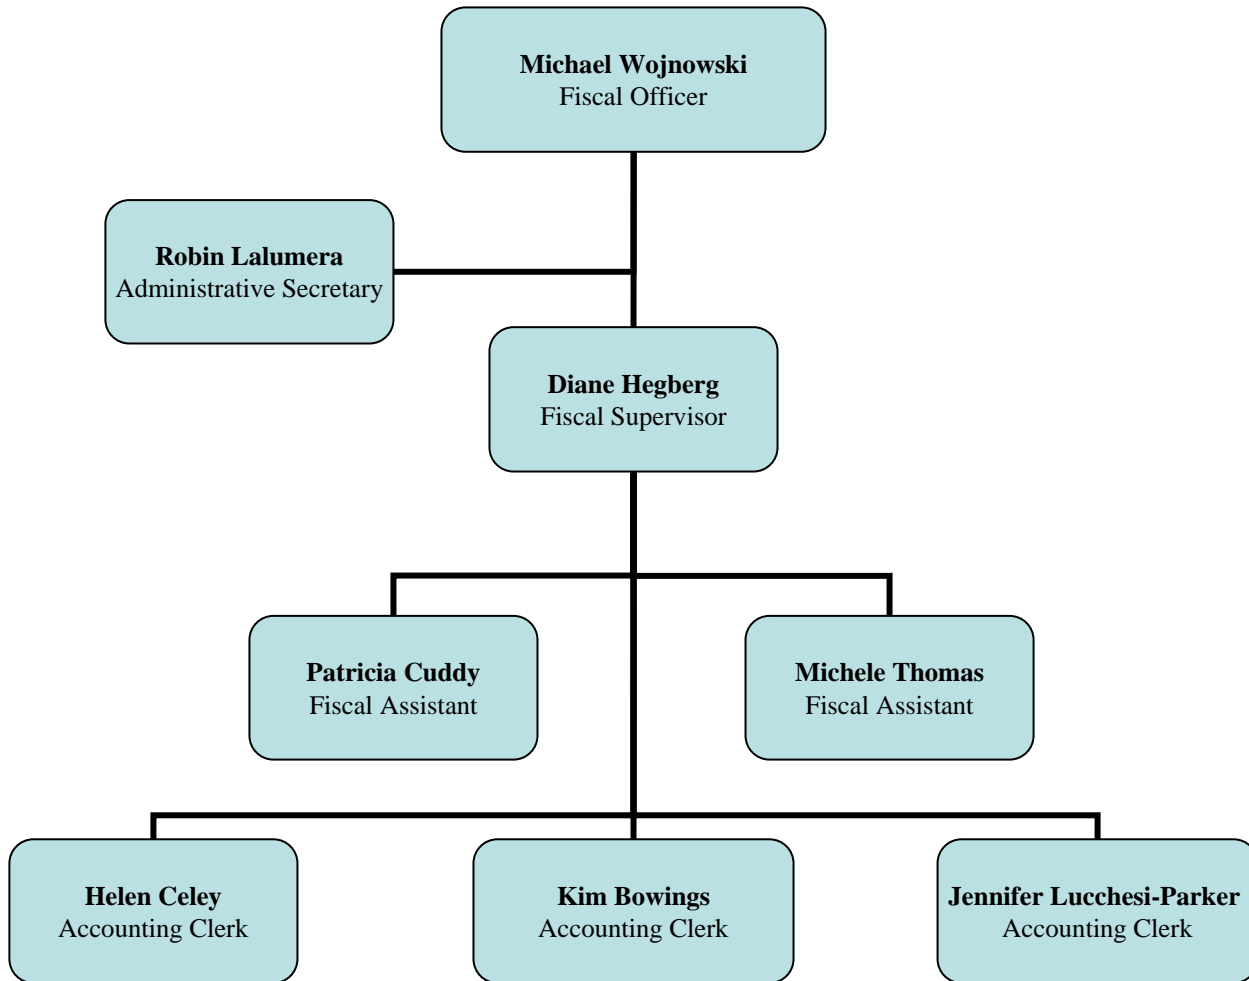 Michael Wojnowski
Fiscal Officer
Robin Lalumera
Administrative Secretary
Diane Hegberg
Fiscal Supervisor
Patricia Cuddy
Fiscal Assistant
Michele Thomas
Fiscal Assistant
Helen Celey
Accounting Clerk
Kim Bowings
Accounting Clerk
Jennifer Lucchesi-Parker
Accounting Clerk